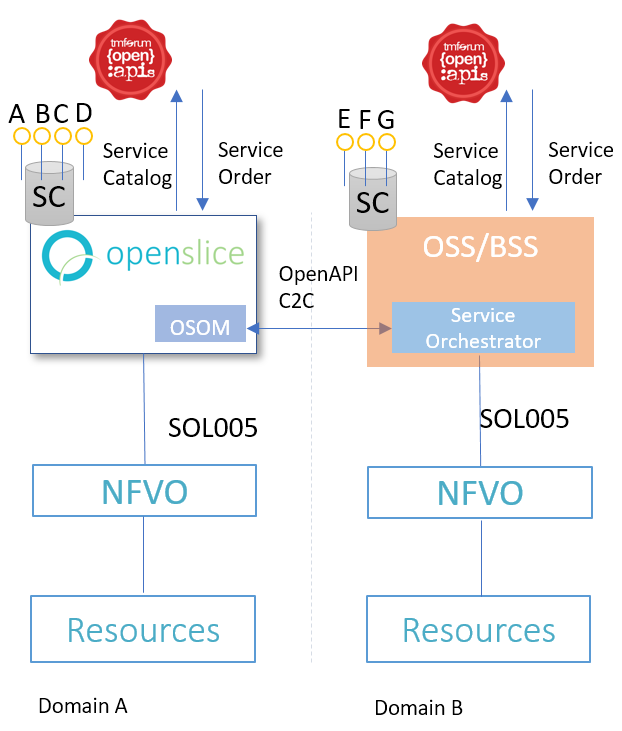 tmforum
{open}
:apis
tmforum
{open}
:apis
A B C D
E F G
Service
Catalog
Service
Order
Service
Catalog
Service
Order
SC
SC
openslice
OSS/BSS
OpenAPI
C2C
OSOM
Service
Orchestrator
SOL005
SOL005
NFVO
NFVO
Resources
Resources
Domain A
Domain B